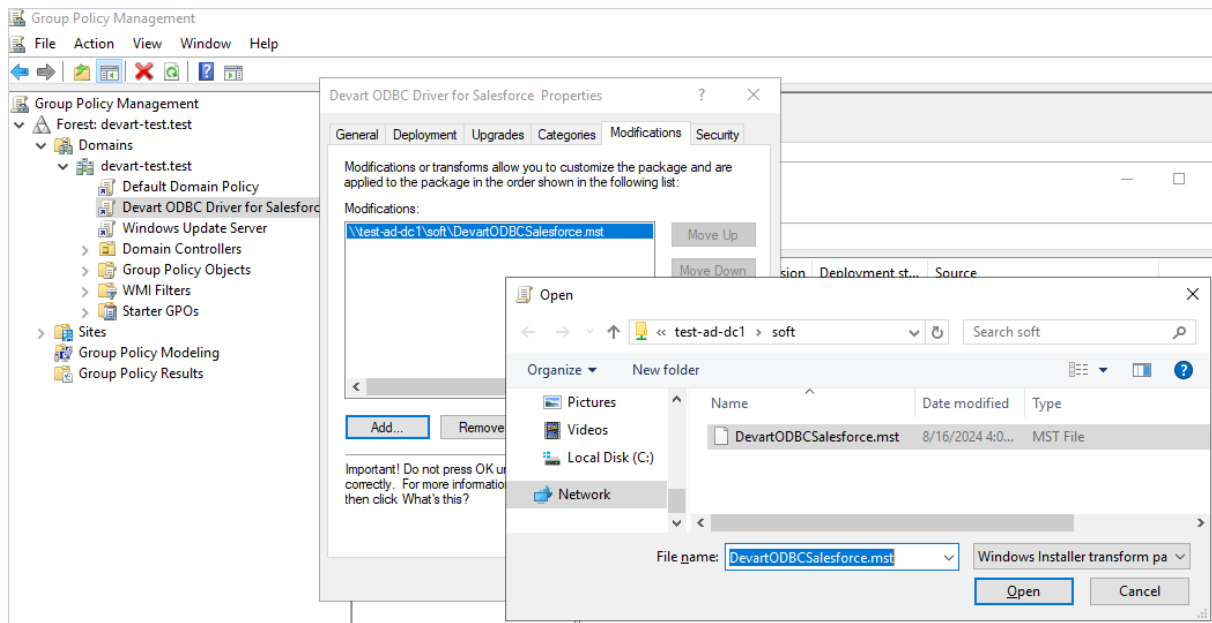 Group Policy Management
File Action View Window Help
Group Policy Management
Forest: devart-test.test
Domains
devart-test.test
Default Domain Policy
Devart ODBC Driver for Salesforc
Windows Update Server
Domain Controllers
Group Policy Objects
WMI Filters
Starter GPOs
Sites
Group Policy Modeling
Group Policy Results
Devart ODBC Driver for Salesforce Properties
General Deployment Upgrades Categories Modifications Security
Modifications or transforms allow you to customize the package and are
applied to the package in the order shown in the following list:
Modifications:
\\test-ad-dc1\soft\DevartODBCSalesforce.mst
Move Up
Move Down
Add... Remove
Important! Do not press OK un
correctly. For more informatio
then click What's this?
sion Deployment st... Source
Open
« test-ad-dc1 › soft
Search soft
Organize New folder
Pictures
Videos
Local Disk (C:)
Network
Name Date modified Type
DevartODBCSalesforce.mst 8/16/2024 4:0... MST File
File name: DevartODBCSalesforce.mst Windows Installer transform pa
Open Cancel